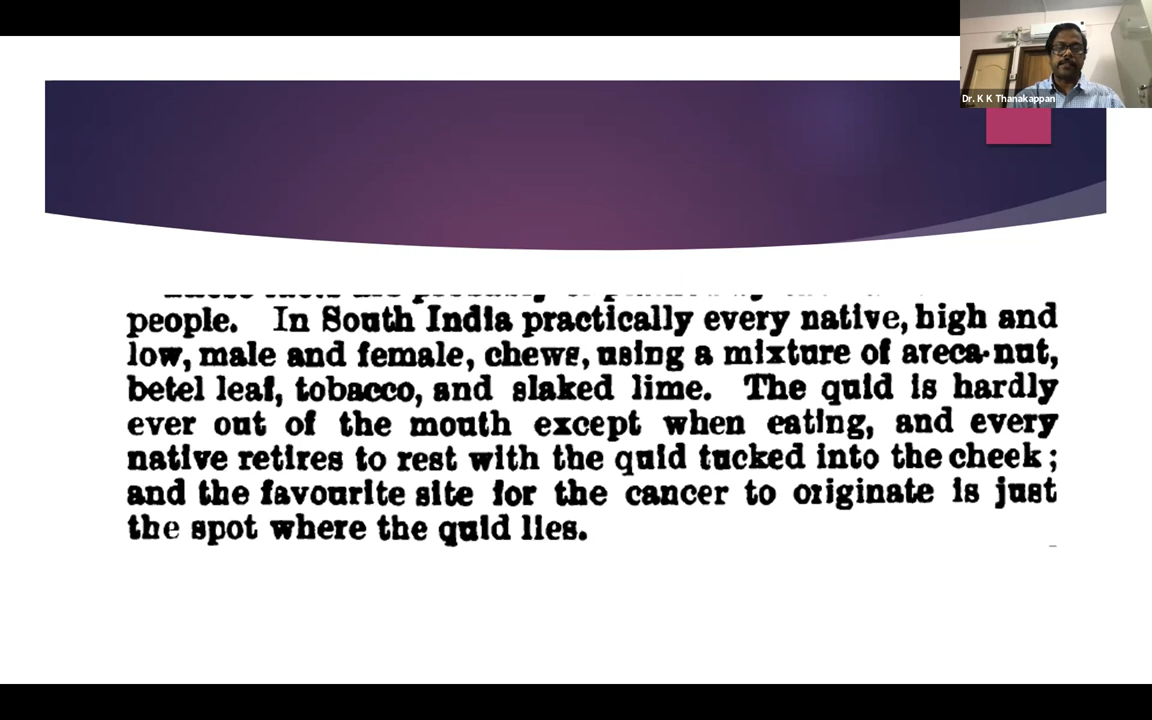 Dr. K K Thanakappan
people. In South India practically every native, high and
low, male and female, chews, using a mixture of areca-nut,
betel leaf, tobacco, and slaked lime. The quid is hardly
ever out of the mouth except when eating, and every
native retires to rest with the quid tucked into the cheek;
and the favourite site for the cancer to originate is just
the spot where the quid lies.